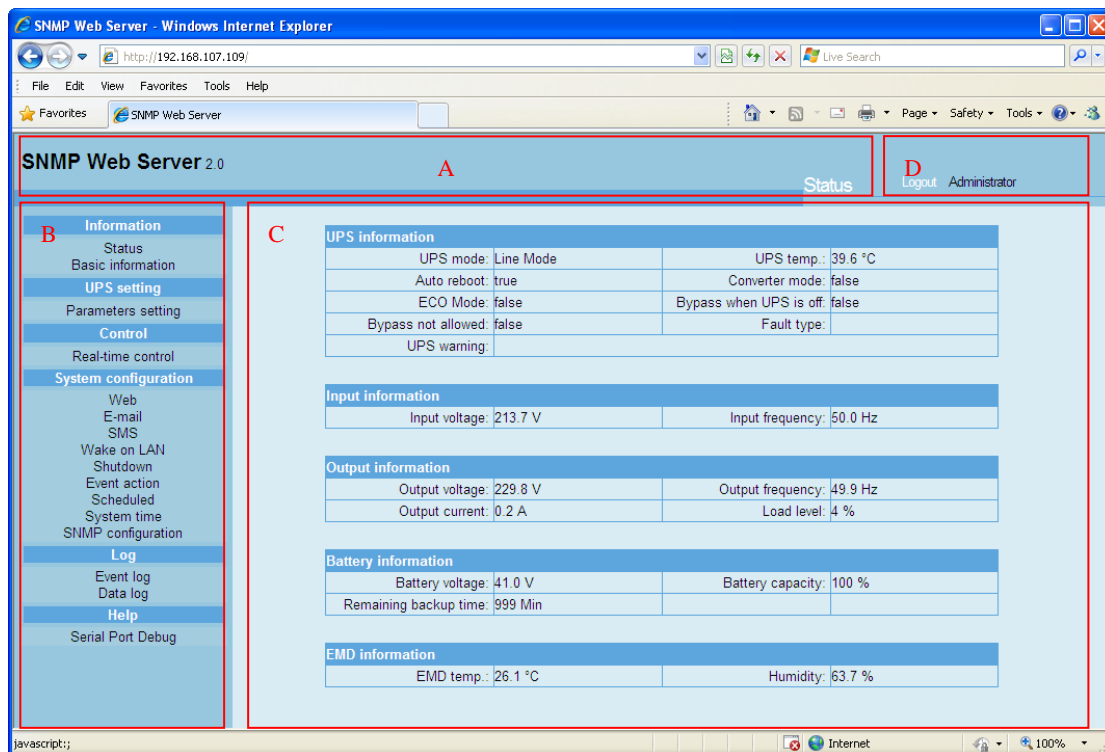 SNMP Web Server - Windows Internet Explorer
http://192.168.107.109/
Live Search
File Edit View Favorites Tools Help
Favorites SNMP Web Server Page Safety Tools
SNMP Web Server 2.0
A
Status
D
Logout Administrator
B
Information
Status
Basic information
UPS setting
Parameters setting
Control
Real-time control
System configuration
Web
E-mail
SMS
Wake on LAN
Shutdown
Event action
Scheduled
System time
SNMP configuration
Log
Event log
Data log
Help
Serial Port Debug
C
UPS information
UPS mode: Line Mode UPS temp.: 39.6 °C
Auto reboot: true Converter mode: false
ECO Mode: false Bypass when UPS is off: false
Bypass not allowed: false Fault type:
UPS warning:
Input information
Input voltage: 213.7 V Input frequency: 50.0 Hz
Output information
Output voltage: 229.8 V Output frequency: 49.9 Hz
Output current: 0.2 A Load level: 4 %
Battery information
Battery voltage: 41.0 V Battery capacity: 100 %
Remaining backup time: 999 Min
EMD information
EMD temp.: 26.1 °C Humidity: 63.7 %
javascript:; Internet 100%